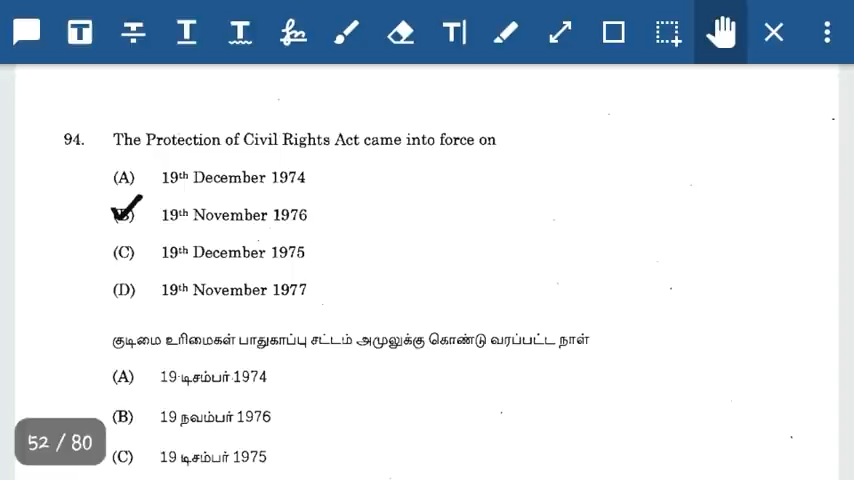 94. The Protection of Civil Rights Act came into force on
(A) 19th December 1974
(B) 19th November 1976
(C) 19th December 1975
(D) 19th November 1977
குடிமை உரிமைகள் பாதுகாப்பு சட்டம் அமுலுக்கு கொண்டு வரப்பட்ட நாள்
(A) 19 டிசம்பர் 1974
(B) 19 நவம்பர் 1976
(C) 19 டிசம்பர் 1975
52 / 80